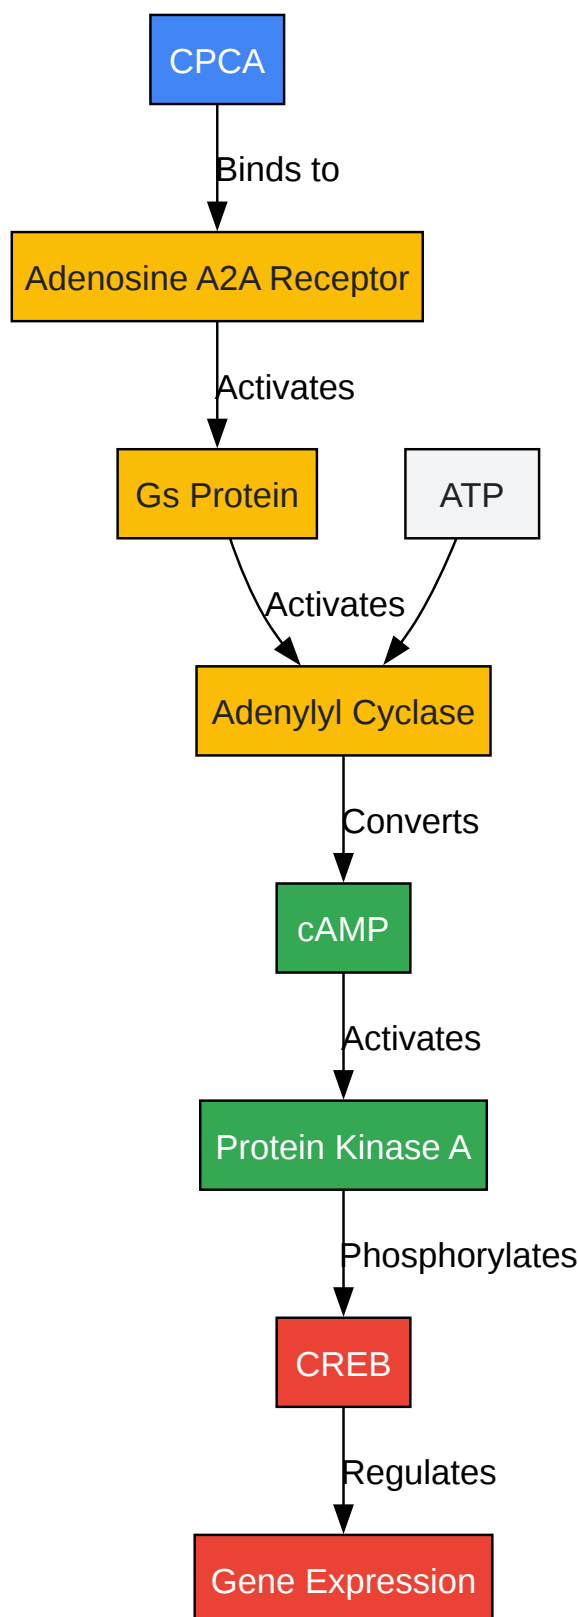 CPCA
Binds to
Adenosine A2A Receptor
Activates
Gs Protein
ATP
Activates
Adenylyl Cyclase
Converts
cAMP
Activates
Protein Kinase A
Phosphorylates
CREB
Regulates
Gene Expression